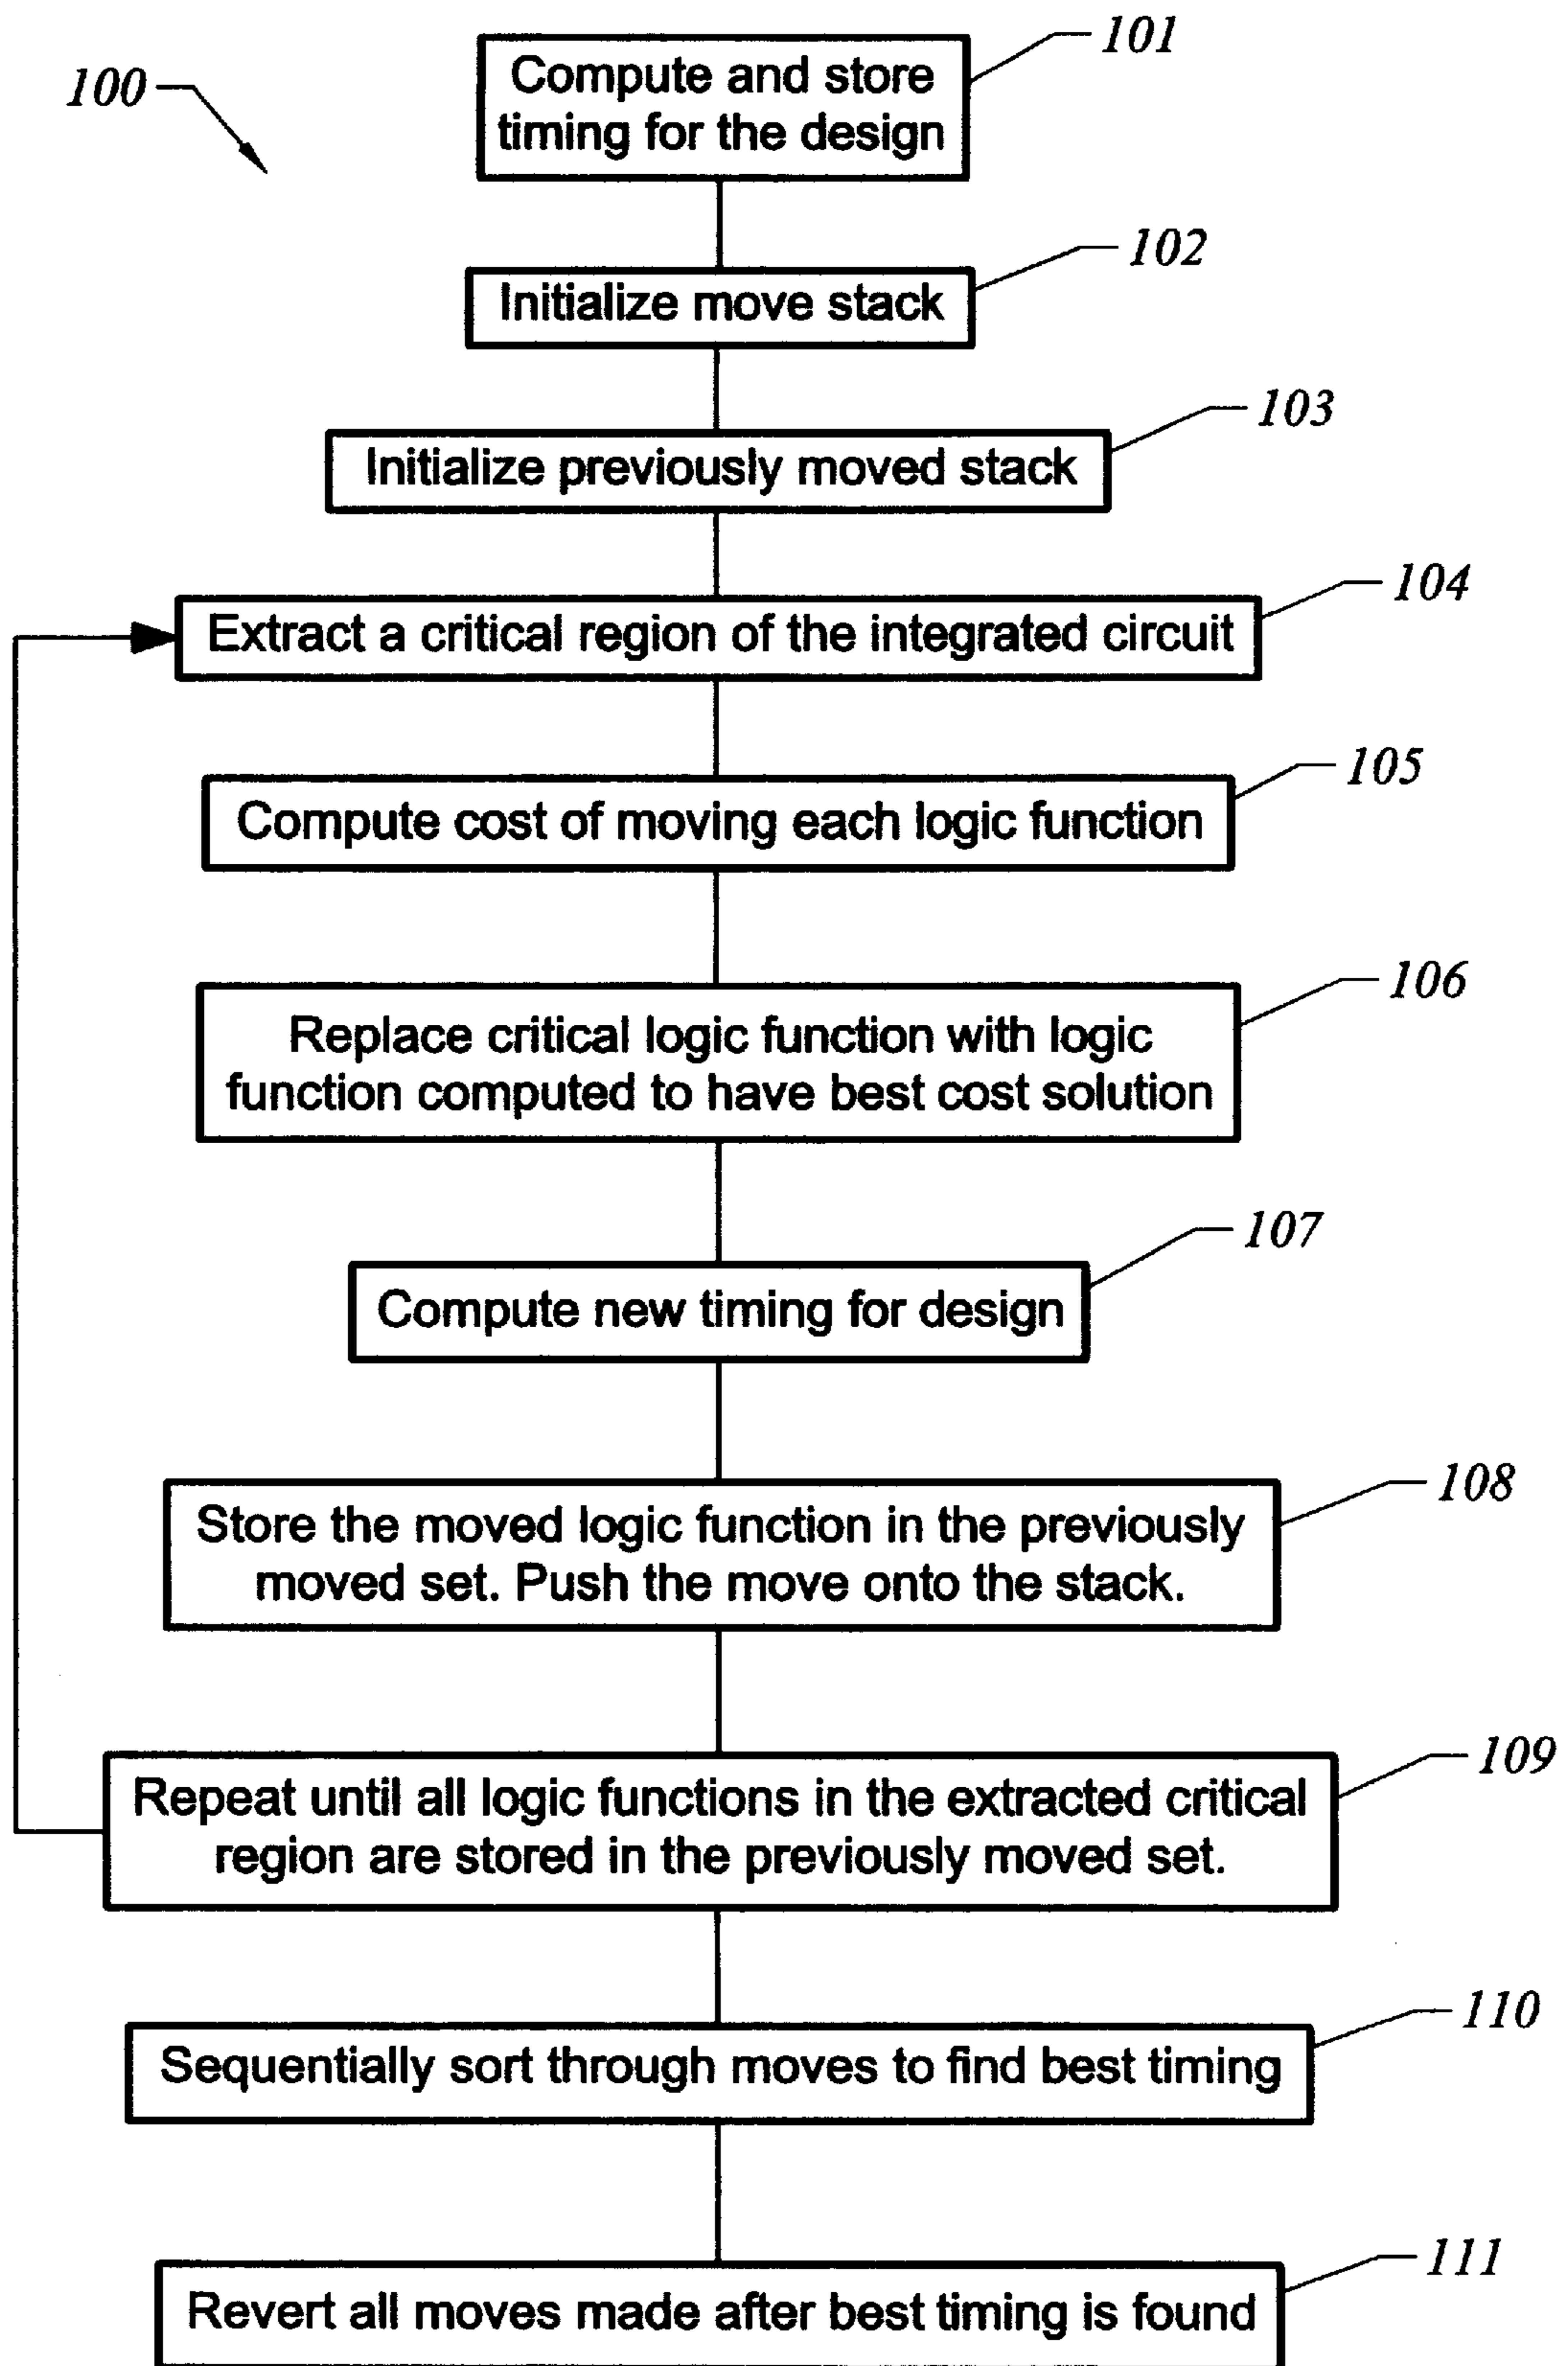 100
101
Compute and store
timing for the design
102
Initialize move stack
103
Initialize previously moved stack
104
Extract a critical region of the integrated circuit
105
Compute cost of moving each logic function
106
Replace critical logic function with logic
function computed to have best cost solution
107
Compute new timing for design
108
Store the moved logic function in the previously
moved set. Push the move onto the stack.
109
Repeat until all logic functions in the extracted critical
region are stored in the previously moved set.
110
Sequentially sort through moves to find best timing
111
Revert all moves made after best timing is found